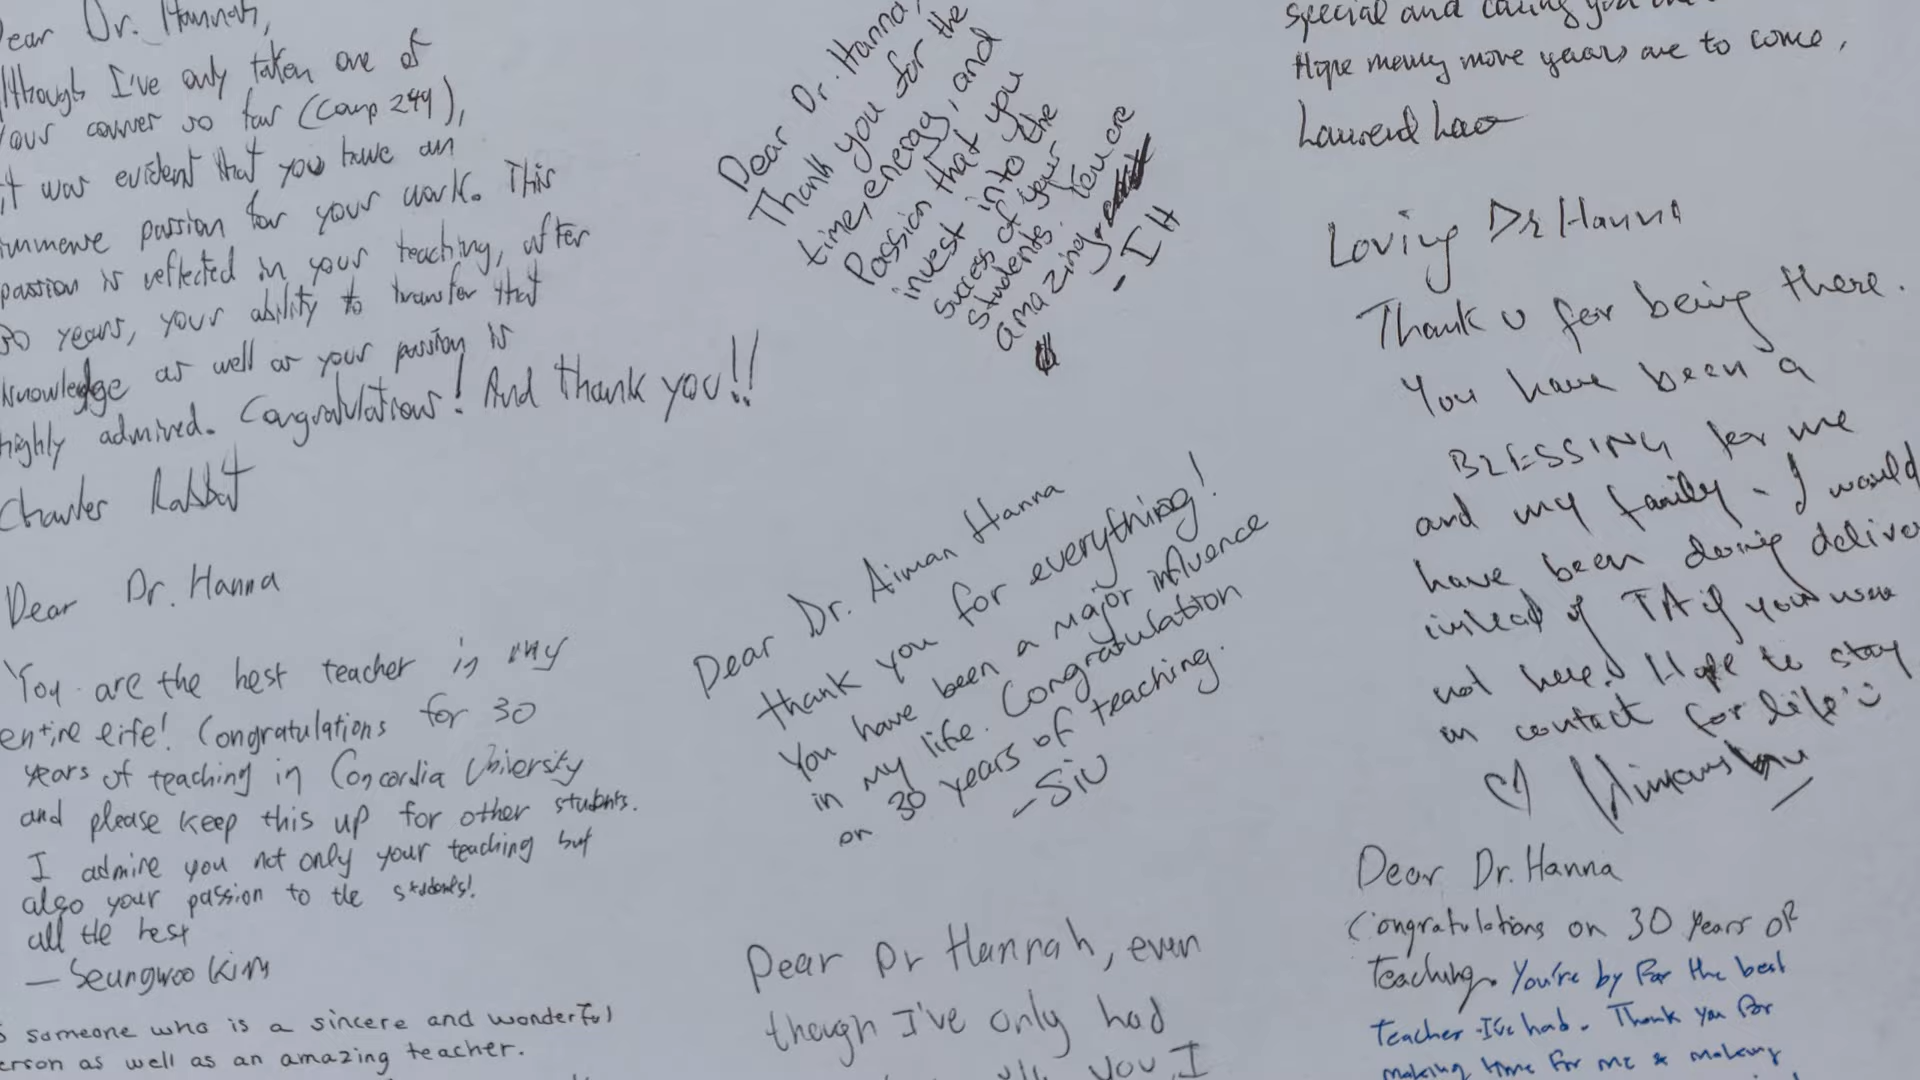 Dear Dr. Hannah,
Although I've only taken one of
your courses so far (Comp 249),
it was evident that you have an
immense passion for your work. This
passion is reflected in your teaching, after
30 years, your ability to transfer that
knowledge as well as your passion is
highly admired. Congratulations! And thank you!!
Charles
Dear Dr. Hanna
You are the best teacher in my
entire life! Congratulations for 30
years of teaching in Concordia University
and please keep this up for other students.
I admire you not only your teaching but
also your passion to the students!
all the best
— Seungwoo Kim
someone who is a sincere and wonderful
person as well as an amazing teacher.
Dear Dr. Hanna,
Thank you for the
time, energy, and
Passion that you
invest into the
success of your
students. You are
amazing
- IH
Dear Dr. Aiman Hanna
thank you for everything!
You have been a major influence
in my life. Congratulation
on 30 years of teaching.
- Siu
Dear Dr Hannah, even
though I've only had
you, I
special and caring you
Hope many more years are to come,
Loving Dr Hanna
Thank u for being there.
You have been a
BLESSING for me
and my family - I would
have been doing
instead of TA if you were
not here. Hope to stay
in contact for life
Dear Dr. Hanna
Congratulations on 30 years of
teaching. You're by far the best
teacher I've had. Thank you for
making time for me & making